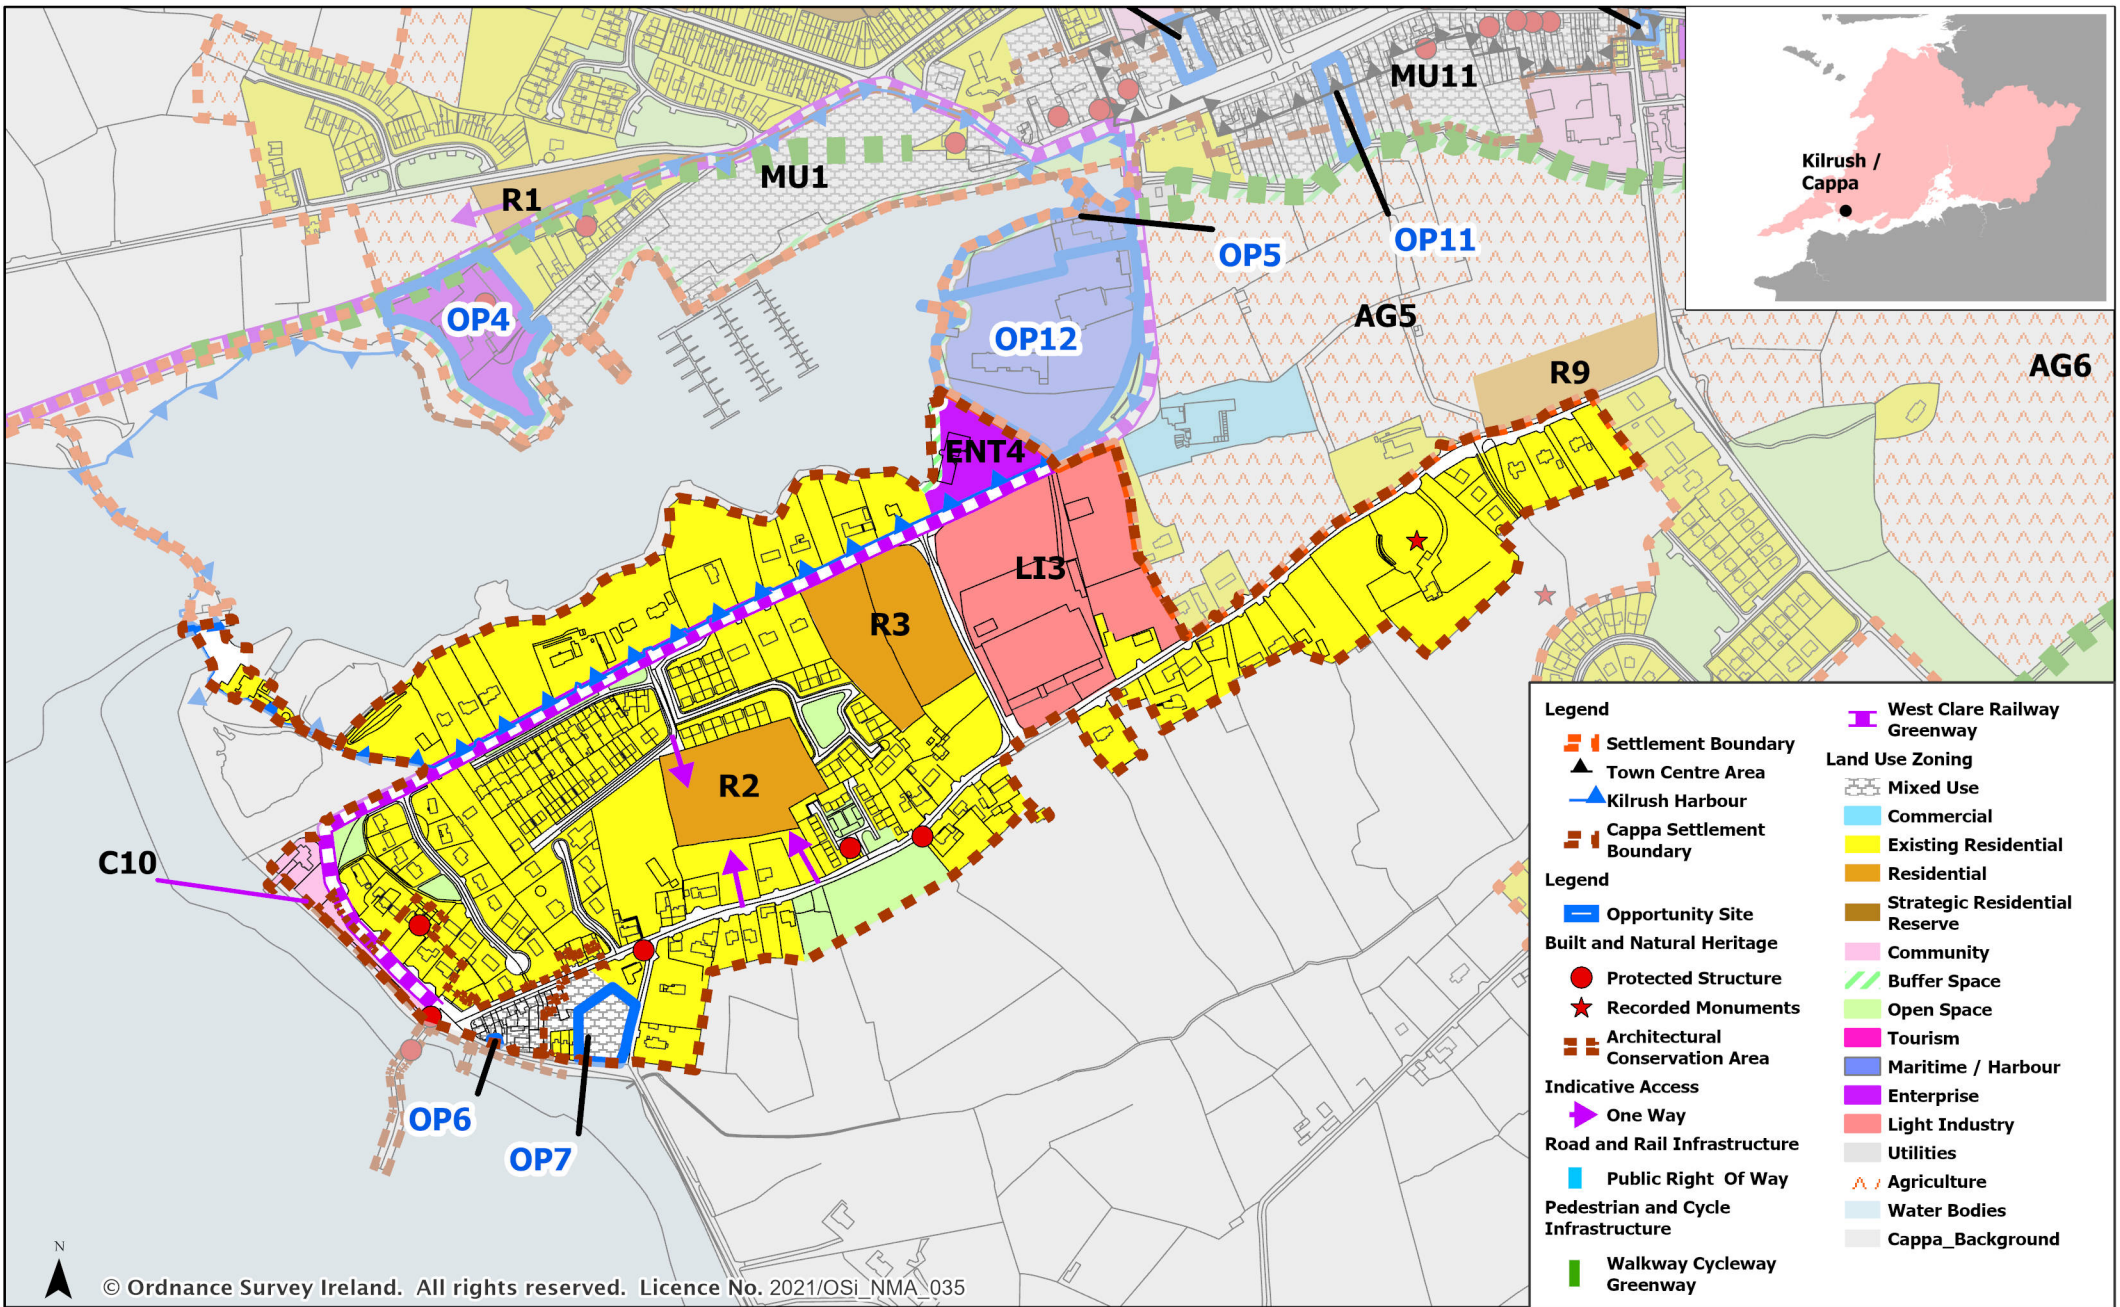 MU11
MU1
R1
OP5
OP11
OP4
OP12
AG5
R9
AG6
Kilrush /
Cappa
ENT4
LI3
R3
R2
C10
OP6
OP7
N
© Ordnance Survey Ireland. All rights reserved. Licence No. 2021/OSi_NMA_035
Legend
Settlement Boundary
Town Centre Area
Kilrush Harbour
Cappa Settlement
Boundary
Legend
Opportunity Site
Built and Natural Heritage
Protected Structure
Recorded Monuments
Architectural
Conservation Area
Indicative Access
One Way
Road and Rail Infrastructure
Public Right Of Way
Pedestrian and Cycle
Infrastructure
Walkway Cycleway
Greenway
West Clare Railway
Greenway
Land Use Zoning
Mixed Use
Commercial
Existing Residential
Residential
Strategic Residential
Reserve
Community
Buffer Space
Open Space
Tourism
Maritime / Harbour
Enterprise
Light Industry
Utilities
Agriculture
Water Bodies
Cappa_Background